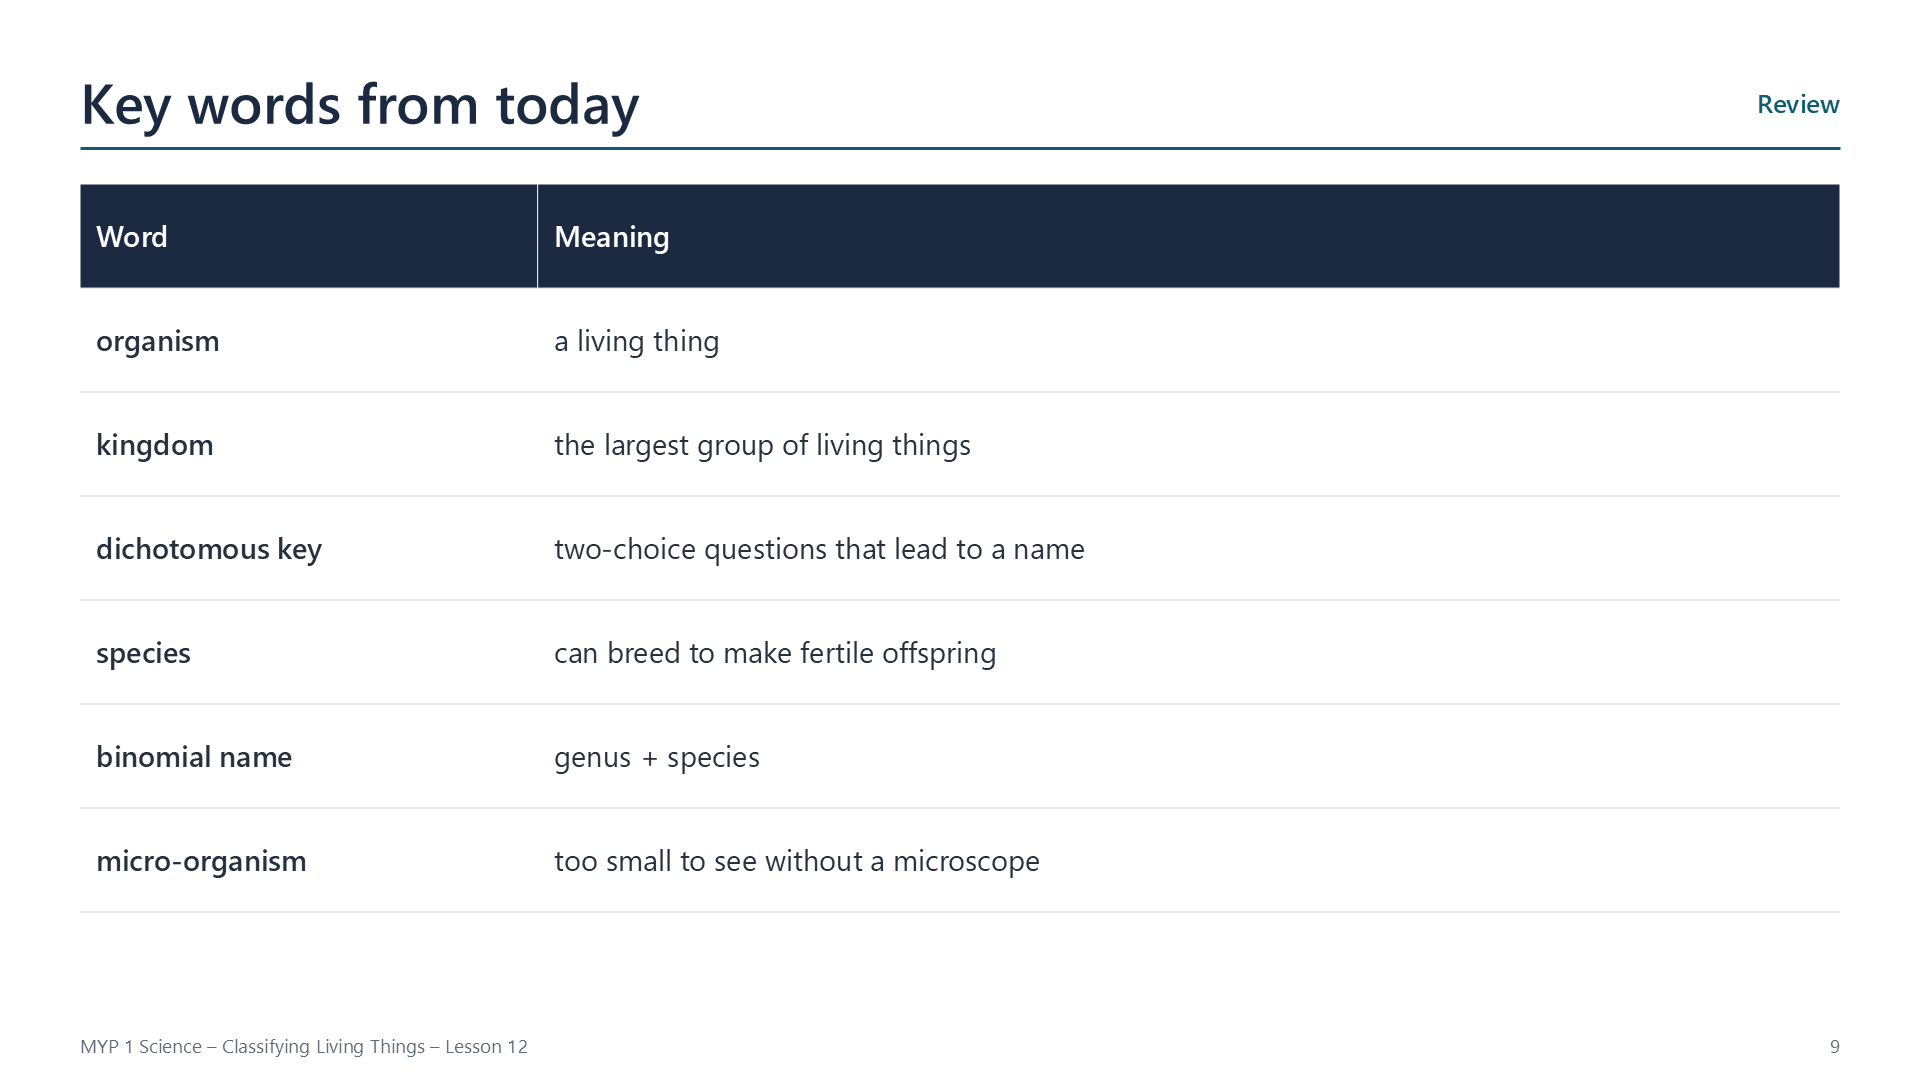 Key words from today
Review
Word
Meaning
organism
a living thing
kingdom
the largest group of living things
dichotomous key
two-choice questions that lead to a name
species
can breed to make fertile offspring
binomial name
genus + species
micro-organism
too small to see without a microscope
MYP 1 Science – Classifying Living Things – Lesson 12
9